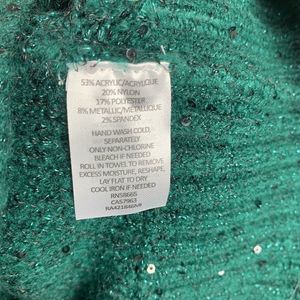 53% ACRYLIC/ACRYLIQUE
20% NYLON
17% POLYESTER
8% METALLIC/METALLIQUE
2% SPANDEX
HAND WASH COLD,
SEPARATELY
ONLY NON-CHLORINE
BLEACH IF NEEDED
ROLL IN TOWEL TO REMOVE
EXCESS MOISTURE, RESHAPE,
LAY FLAT TO DRY
COOL IRON IF NEEDED
RN58665
CA57963